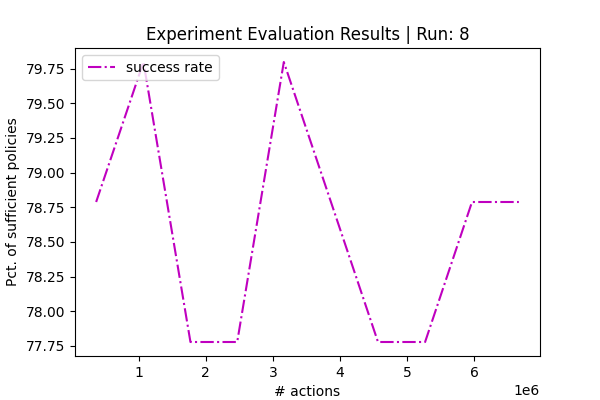 Experiment Evaluation Results | Run: 8
success rate
Pct. of sufficient policies
79.75
79.50
79.25
79.00
78.75
78.50
78.25
78.00
77.75
1 2 3 4 5 6
# actions
1e6